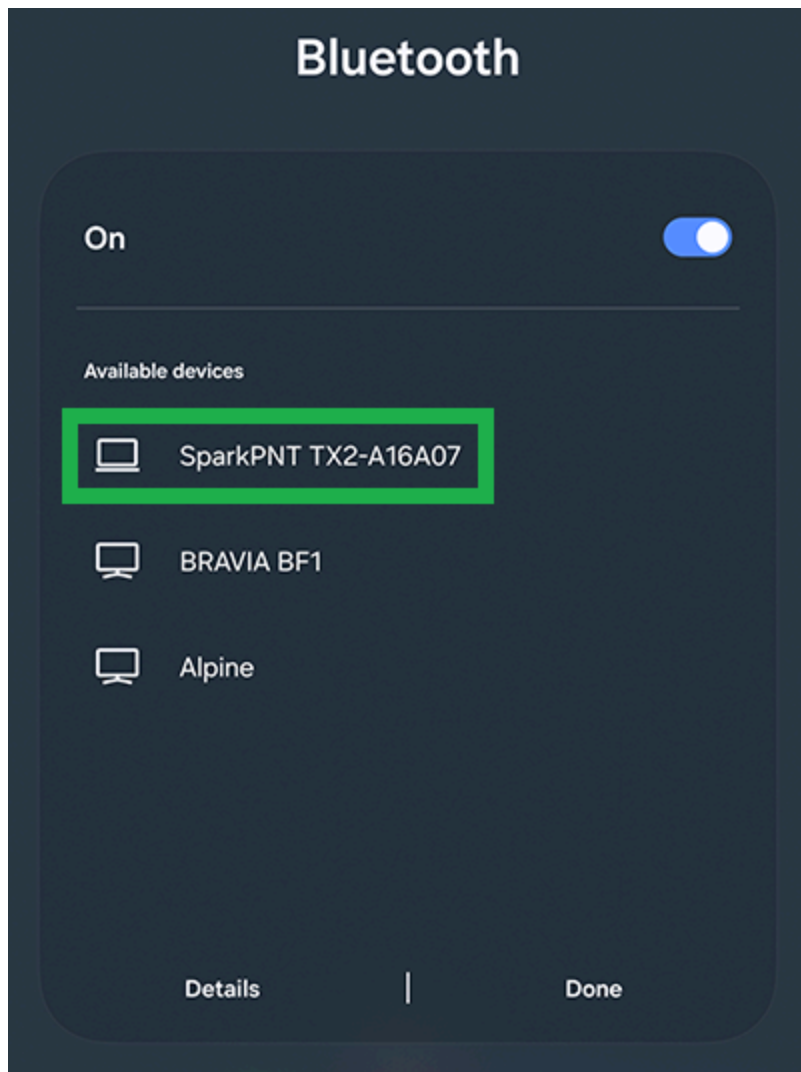 Bluetooth
On
Available devices
SparkPNT TX2-A16A07
BRAVIA BF1
Alpine
Details | Done